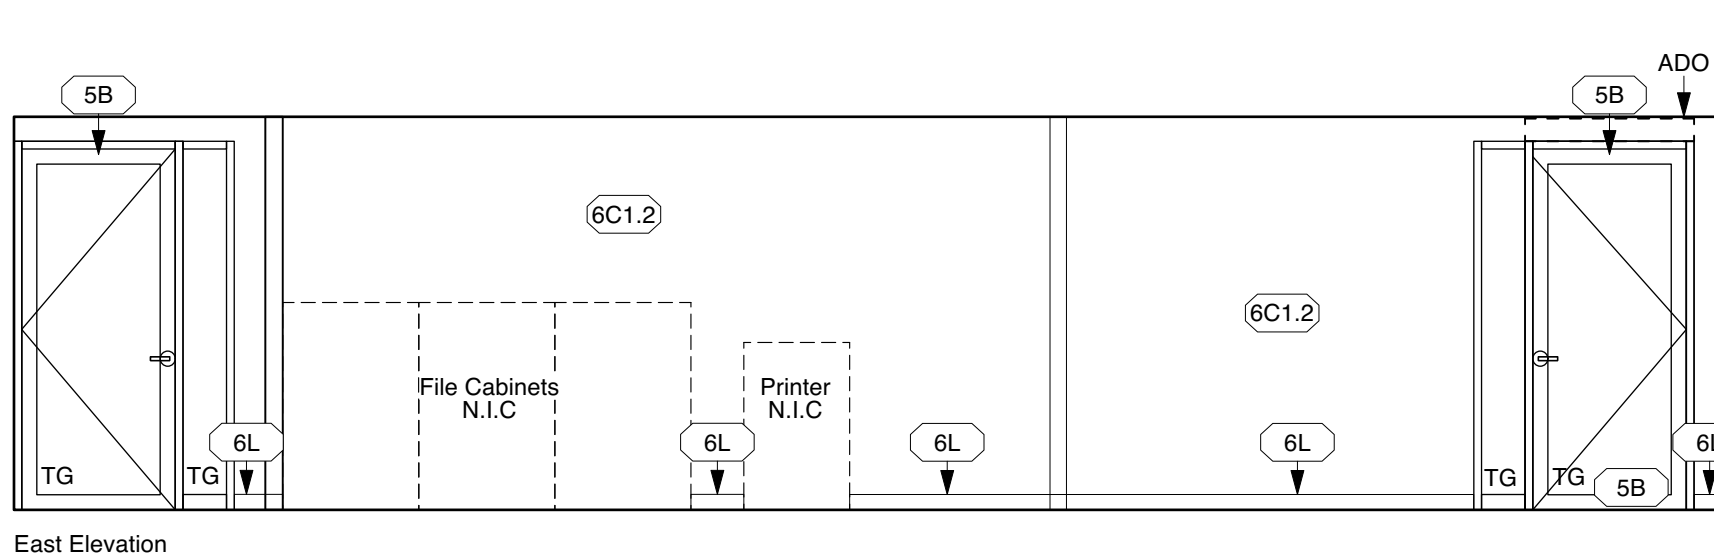 ADO
5B
5B
6C1.2
6C1.2
File Cabinets
N.I.C
Printer
N.I.C
6L
6L
6L
6L
TG
TG
TG
TG
5B
East Elevation